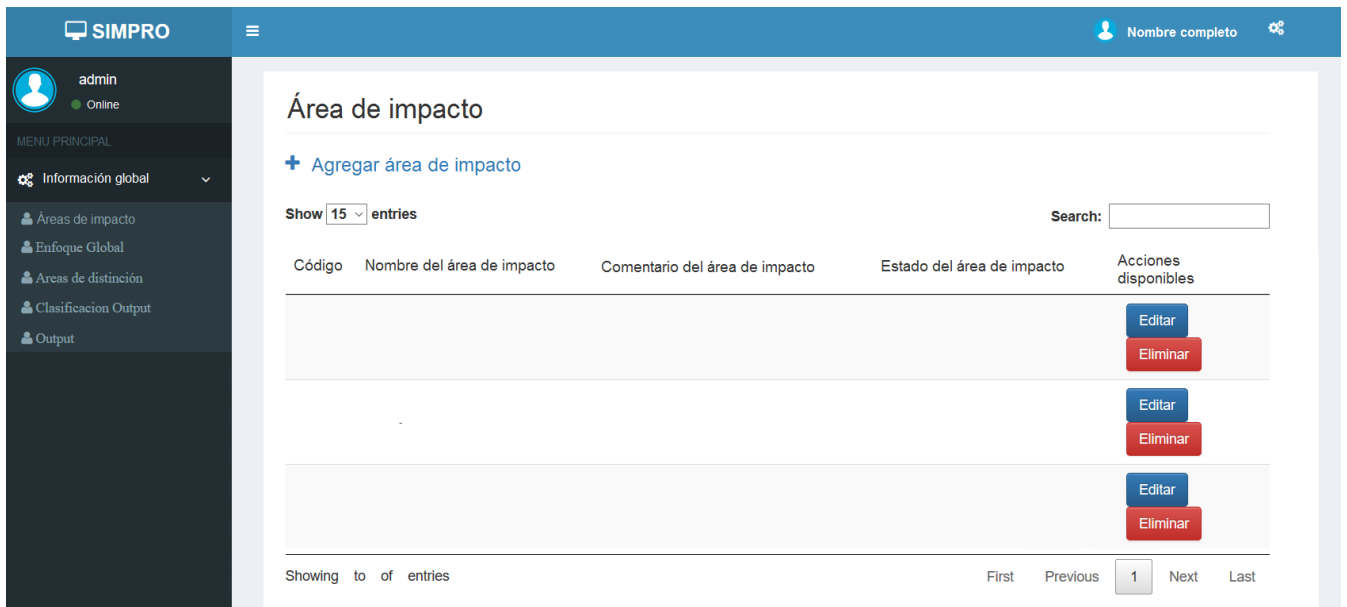 SIMPRO
Nombre completo
admin
Online
MENU PRINCIPAL
Información global
Áreas de impacto
Enfoque Global
Areas de distinción
Clasificacion Output
Output
Área de impacto
+ Agregar área de impacto
Show 15 entries
Search:
Código Nombre del área de impacto Comentario del área de impacto Estado del área de impacto Acciones disponibles
Editar
Eliminar
Editar
Eliminar
Editar
Eliminar
Showing to of entries
First Previous 1 Next Last